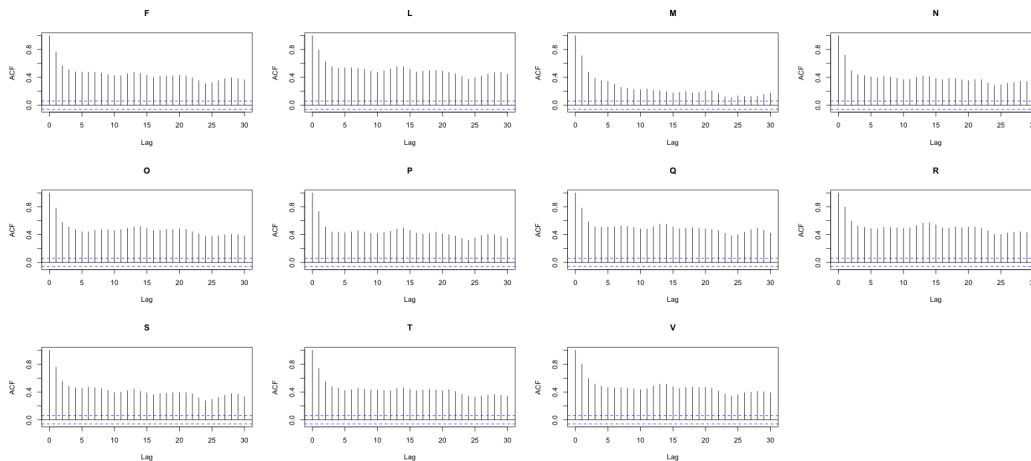 F L M N
ACF 0.0 0.4 0.8 ACF 0.0 0.4 0.8 ACF 0.0 0.4 0.8 ACF 0.0 0.4 0.8
0 5 10 15 20 25 30 0 5 10 15 20 25 30 0 5 10 15 20 25 30 0 5 10 15 20 25 30
Lag Lag Lag Lag
O P Q R
ACF 0.0 0.4 0.8 ACF 0.0 0.4 0.8 ACF 0.0 0.4 0.8 ACF 0.0 0.4 0.8
0 5 10 15 20 25 30 0 5 10 15 20 25 30 0 5 10 15 20 25 30 0 5 10 15 20 25 30
Lag Lag Lag Lag
S T V
ACF 0.0 0.4 0.8 ACF 0.0 0.4 0.8 ACF 0.0 0.4 0.8
0 5 10 15 20 25 30 0 5 10 15 20 25 30 0 5 10 15 20 25 30
Lag Lag Lag